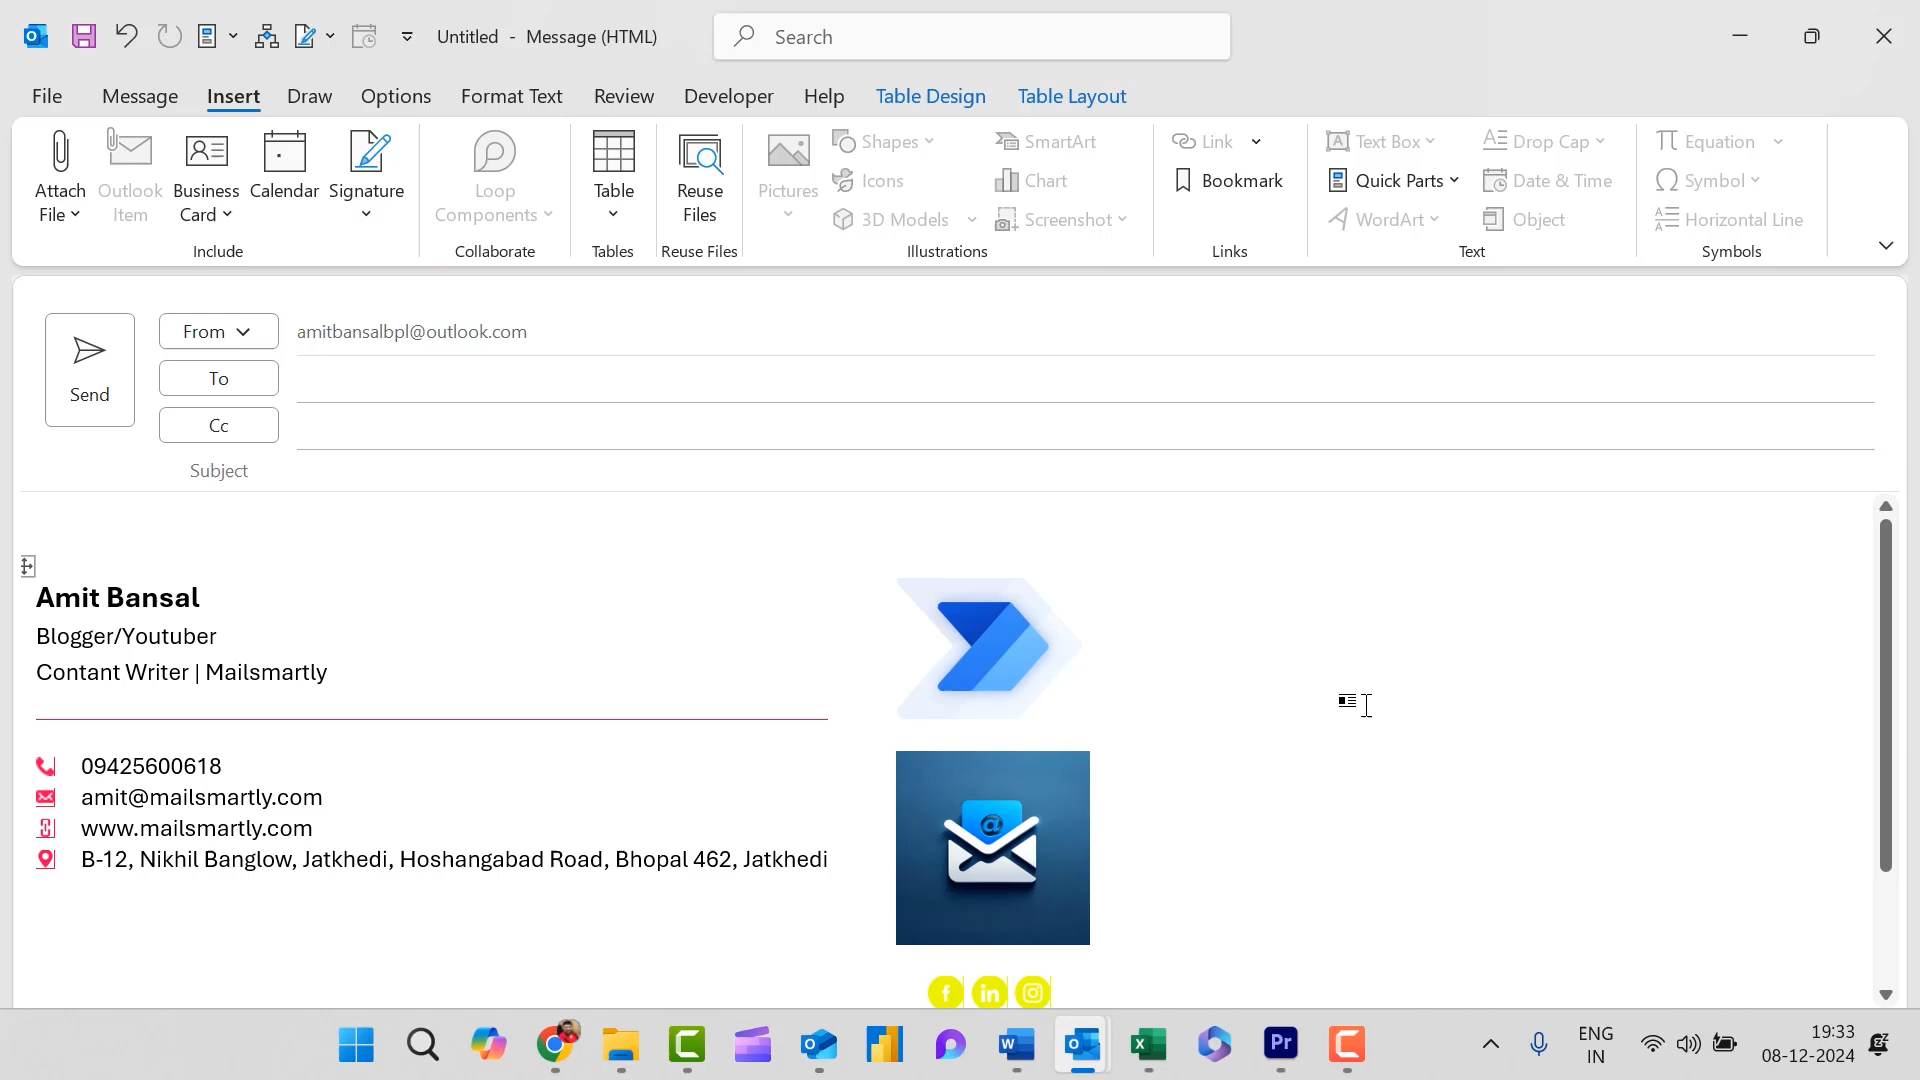 Untitled - Message (HTML)
Search
File Message Insert Draw Options Format Text Review Developer Help Table Design Table Layout
Attach File
Outlook Item
Business Card
Calendar
Signature
Include
Loop Components
Collaborate
Table
Tables
Reuse Files
Reuse Files
Pictures
Shapes
Icons
3D Models
SmartArt
Chart
Screenshot
Illustrations
Link
Bookmark
Links
Text Box
Quick Parts
WordArt
Drop Cap
Date & Time
Object
Text
Equation
Symbol
Horizontal Line
Symbols
Send
From amitbansalbpl@outlook.com
To
Cc
Subject
Amit Bansal
Blogger/Youtuber
Contant Writer | Mailsmartly
09425600618
amit@mailsmartly.com
www.mailsmartly.com
B-12, Nikhil Banglow, Jatkhedi, Hoshangabad Road, Bhopal 462, Jatkhedi
ENG
IN
19:33
08-12-2024